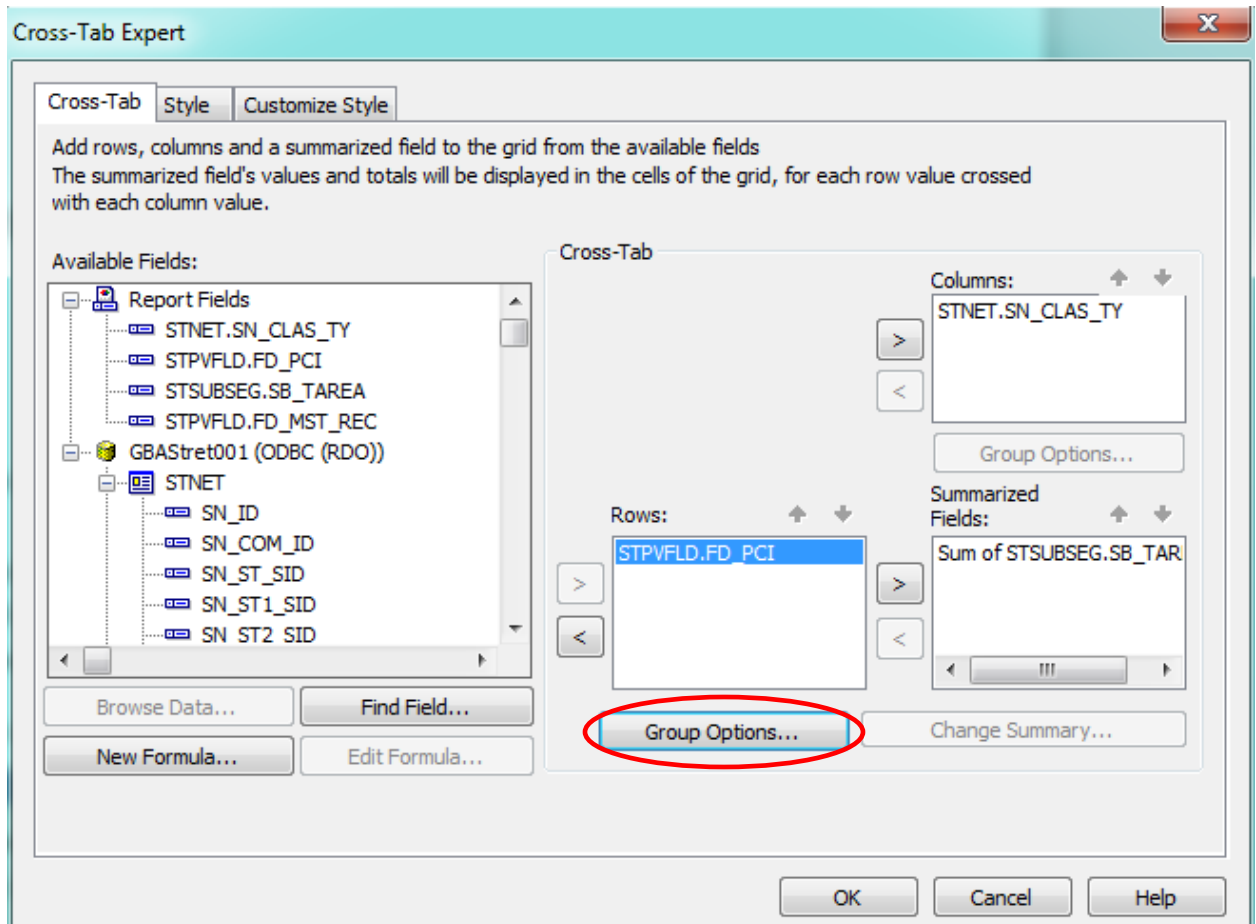 Cross-Tab Expert
x
Cross-Tab
Style
Customize Style
Add rows, columns and a summarized field to the grid from the available fields
The summarized field's values and totals will be displayed in the cells of the grid, for each row value crossed
with each column value.
Available Fields:
Report Fields
STNET.SN_CLAS_TY
STPVFLD.FD_PCI
STSUBSEG.SB_TAREA
STPVFLD.FD_MST_REC
GBAStret001 (ODBC (RDO))
STNET
SN_ID
SN_COM_ID
SN_ST_SID
SN_ST1_SID
SN_ST2_SID
Browse Data...
Find Field...
New Formula...
Edit Formula...
Cross-Tab
Columns:
STNET.SN_CLAS_TY
>
<
Group Options...
Rows:
STPVFLD.FD_PCI
>
<
Summarized
Fields:
Sum of STSUBSEG.SB_TAR
>
<
Group Options...
Change Summary...
OK
Cancel
Help